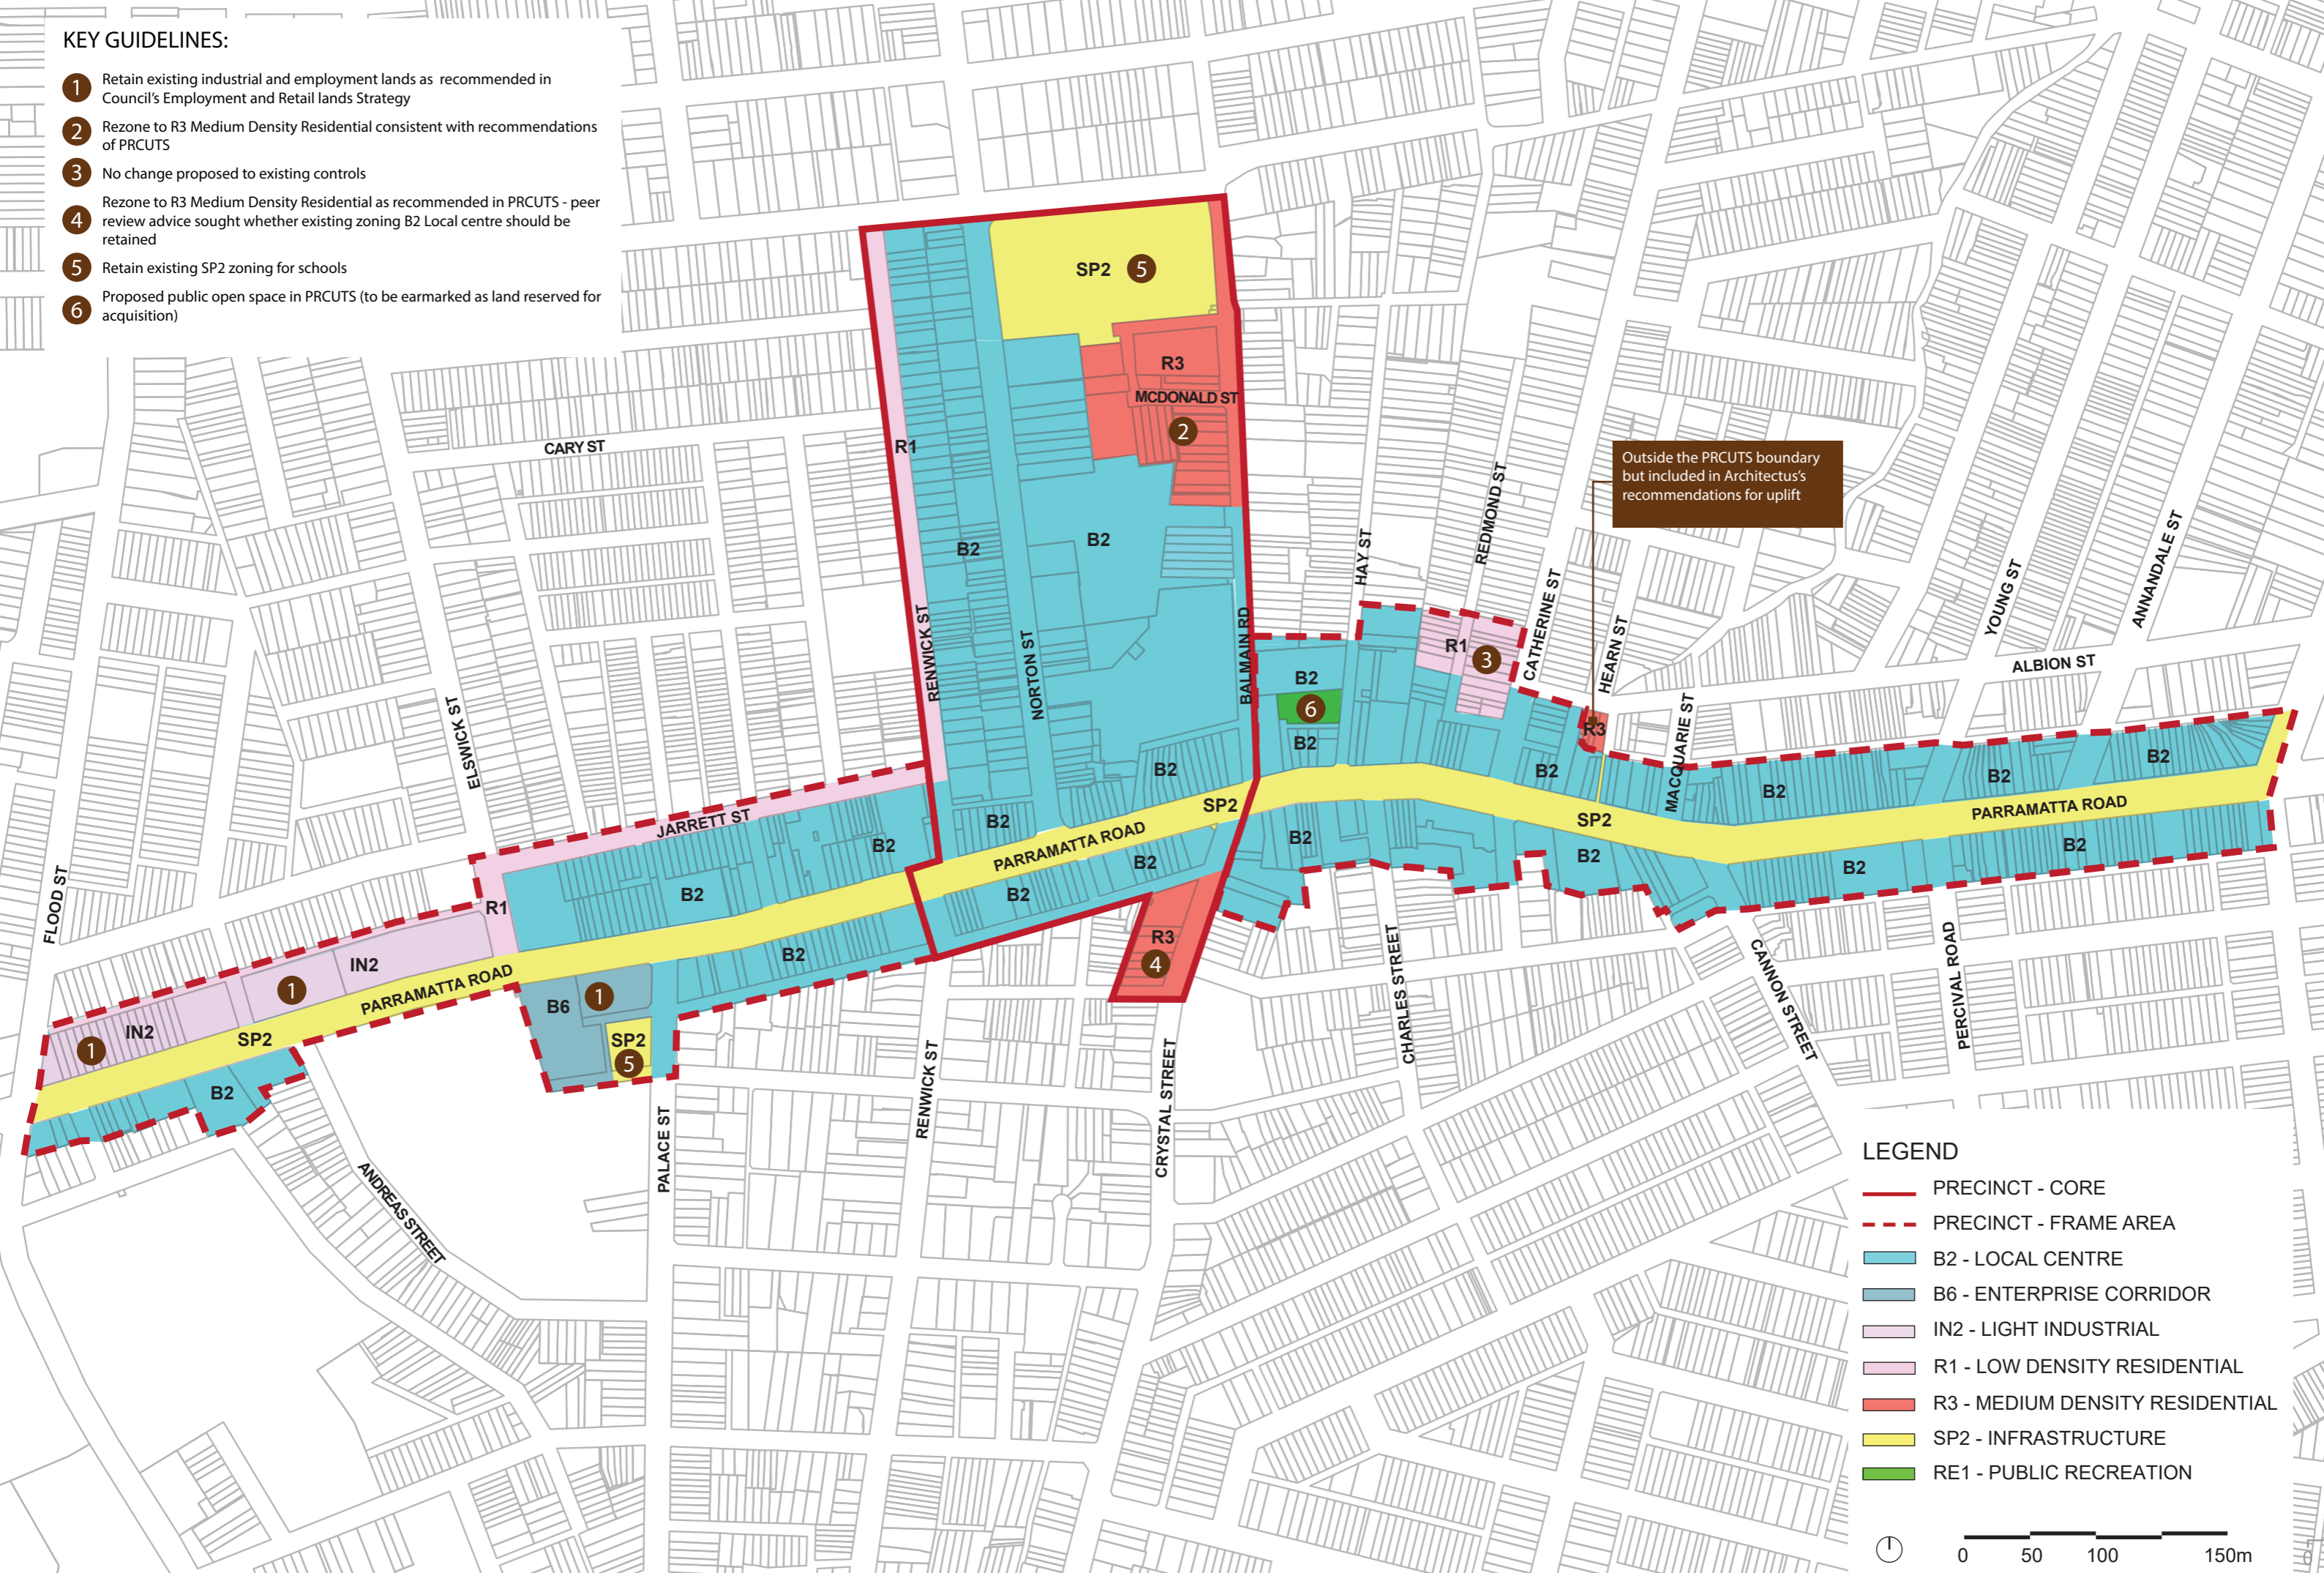 KEY GUIDELINES:
1 Retain existing industrial and employment lands as recommended in
Council's Employment and Retail lands Strategy
2 Rezone to R3 Medium Density Residential consistent with recommendations
of PRCUTS
3 No change proposed to existing controls
4 Rezone to R3 Medium Density Residential as recommended in PRCUTS - peer
review advice sought whether existing zoning B2 Local centre should be
retained
5 Retain existing SP2 zoning for schools
6 Proposed public open space in PRCUTS (to be earmarked as land reserved for
acquisition)
SP2 5
R3
MCDONALD ST
2
CARY ST
R1
B2
B2
Outside the PRCUTS boundary
but included in Architectus's
recommendations for uplift
HAY ST
REDMOND ST
CATHERINE ST
HEARN ST
YOUNG ST
ANNANDALE ST
ALBION ST
MACQUARIE ST
RENWICK ST
NORTON ST
BALMAIN RD
ELSWICK ST
R1
3
B2
6
B2
R3
B2
B2
B2
B2
B2
JARRETT ST
B2
B2
SP2
SP2
PARRAMATTA ROAD
PARRAMATTA ROAD
B2
B2
B2
B2
B2
B2
B2
FLOOD ST
R1
IN2
1
PARRAMATTA ROAD
B2
R3
4
IN2
1
SP2
B6 1
SP2
5
B2
CHARLES STREET
CANNON STREET
PERCIVAL ROAD
RENWICK ST
CRYSTAL STREET
PALACE ST
ANDREAS STREET
LEGEND
PRECINCT - CORE
PRECINCT - FRAME AREA
B2 - LOCAL CENTRE
B6 - ENTERPRISE CORRIDOR
IN2 - LIGHT INDUSTRIAL
R1 - LOW DENSITY RESIDENTIAL
R3 - MEDIUM DENSITY RESIDENTIAL
SP2 - INFRASTRUCTURE
RE1 - PUBLIC RECREATION
0 50 100 150m